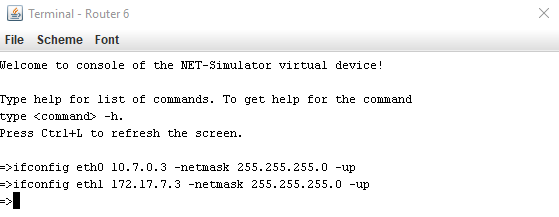 Terminal - Router 6
File Scheme Font
Welcome to console of the NET-Simulator virtual device!
Type help for list of commands. To get help for the command
type <command> -h.
Press Ctrl+L to refresh the screen.
=>ifconfig eth0 10.7.0.3 -netmask 255.255.255.0 -up
=>ifconfig eth1 172.17.7.3 -netmask 255.255.255.0 -up
=>